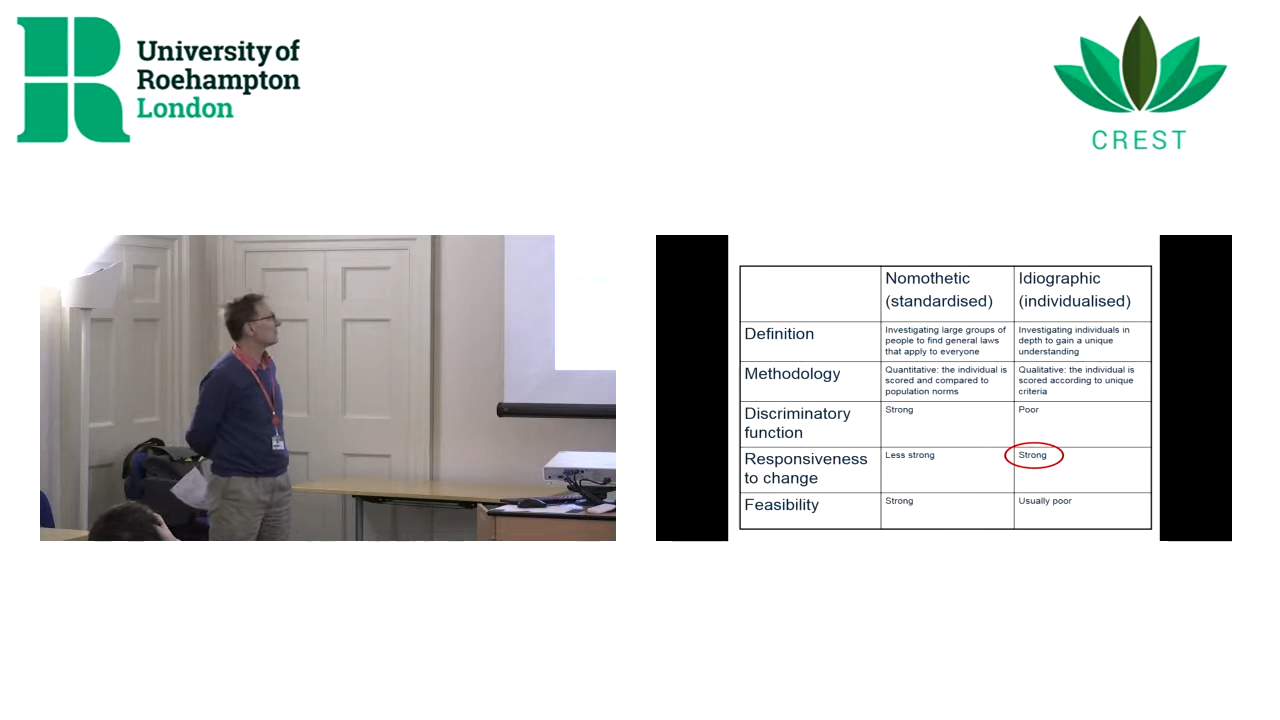 University of
Roehampton
London
CREST
Nomothetic
(standardised)
Idiographic
(individualised)
Definition
Investigating large groups of
people to find general laws
that apply to everyone
Investigating individuals in
depth to gain a unique
understanding
Methodology
Quantitative: the individual is
scored and compared to
population norms
Qualitative: the individual is
scored according to unique
criteria
Discriminatory
function
Strong
Poor
Responsiveness
to change
Less strong
Strong
Feasibility
Strong
Usually poor